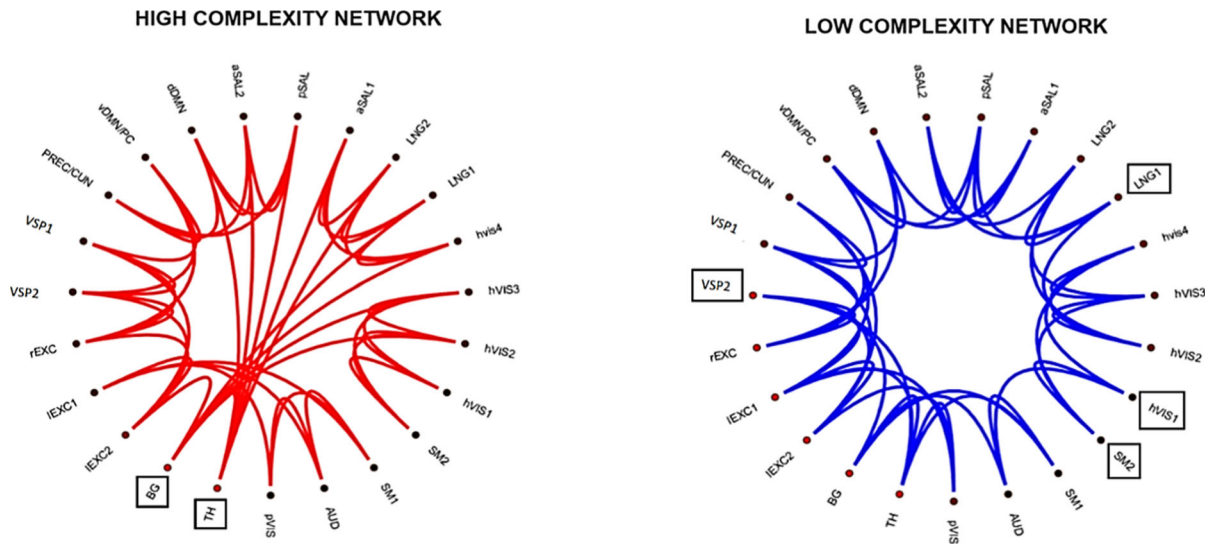 HIGH COMPLEXITY NETWORK
aSAL2
pSAL
aSAL1
LNG2
LNG1
hvis4
hVIS3
hVIS2
hVIS1
SM2
SM1
AUD
pVIS
TH
BG
lEXC2
lEXC1
rEXC
VSP2
VSP1
PREC/CUN
vDMN/PC
dDMN
LOW COMPLEXITY NETWORK
aSAL2
pSAL
aSAL1
LNG2
LNG1
hvis4
hVIS3
hVIS2
hVIS1
SM2
SM1
AUD
pVIS
TH
BG
lEXC2
lEXC1
rEXC
VSP2
VSP1
PREC/CUN
vDMN/PC
dDMN